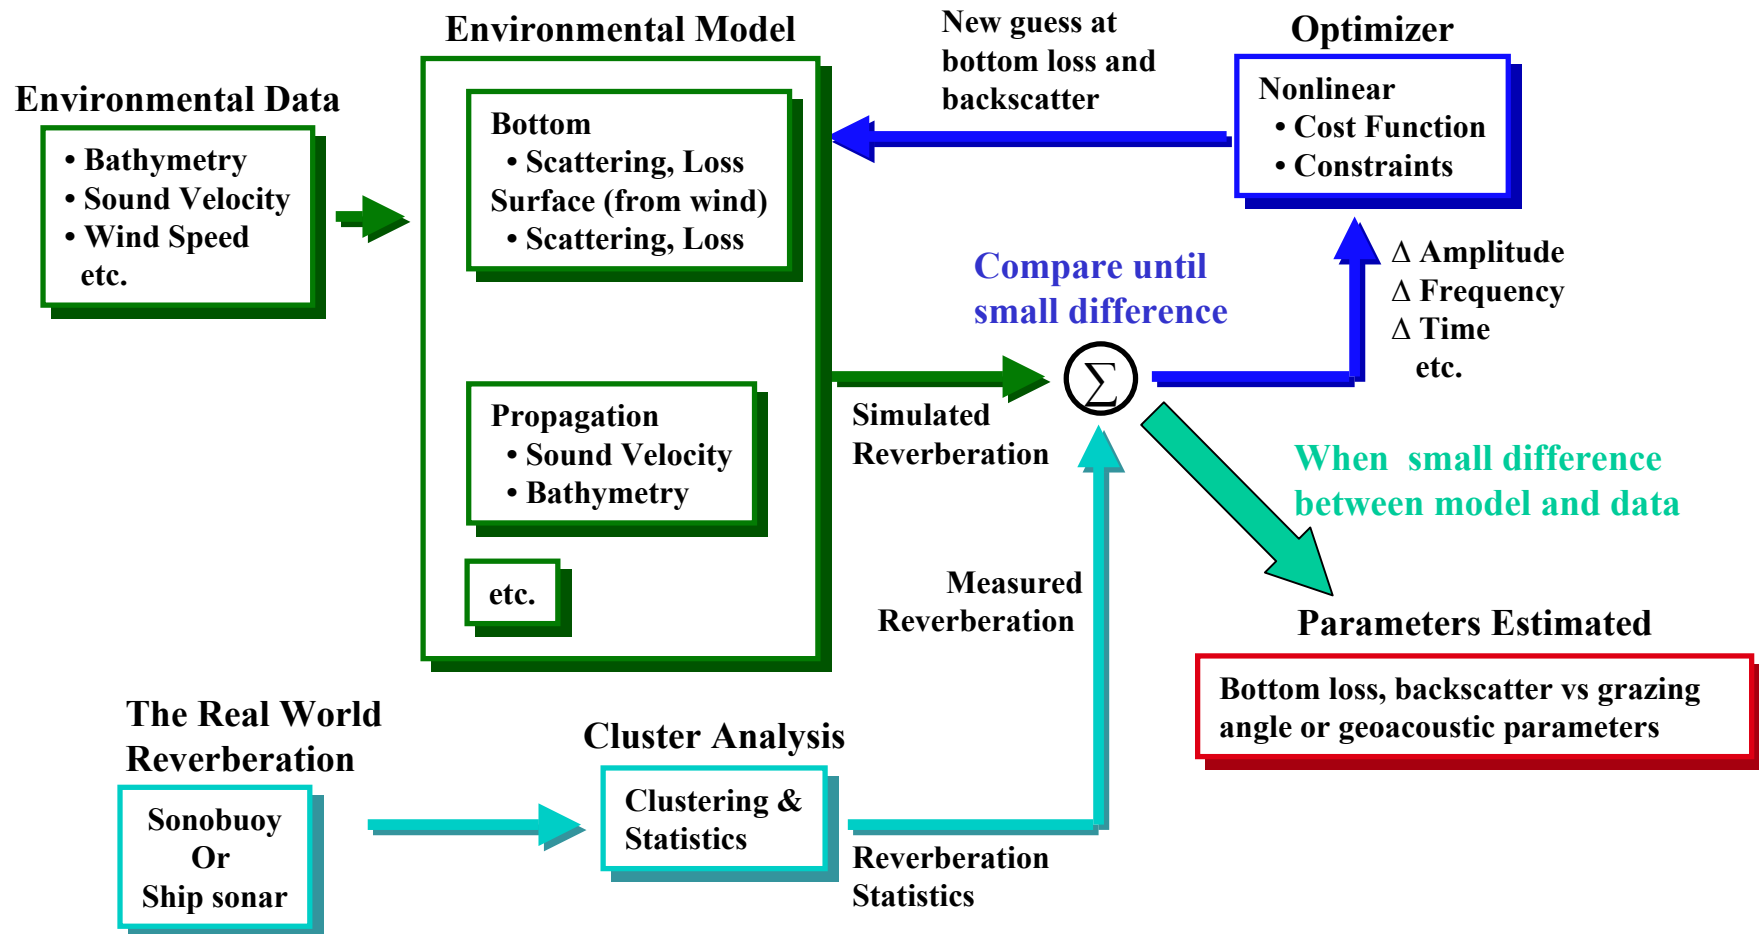 Environmental Data
• Bathymetry
• Sound Velocity
• Wind Speed
etc.
Environmental Model
Bottom
• Scattering, Loss
Surface (from wind)
• Scattering, Loss
Propagation
• Sound Velocity
• Bathymetry
etc.
New guess at
bottom loss and
backscatter
Optimizer
Nonlinear
• Cost Function
• Constraints
Compare until
small difference
∑
Δ Amplitude
Δ Frequency
Δ Time
etc.
Simulated
Reverberation
When small difference
between model and data
Measured
Reverberation
Parameters Estimated
Bottom loss, backscatter vs grazing
angle or geoacoustic parameters
The Real World
Reverberation
Sonobuoy
Or
Ship sonar
Cluster Analysis
Clustering &
Statistics
Reverberation
Statistics